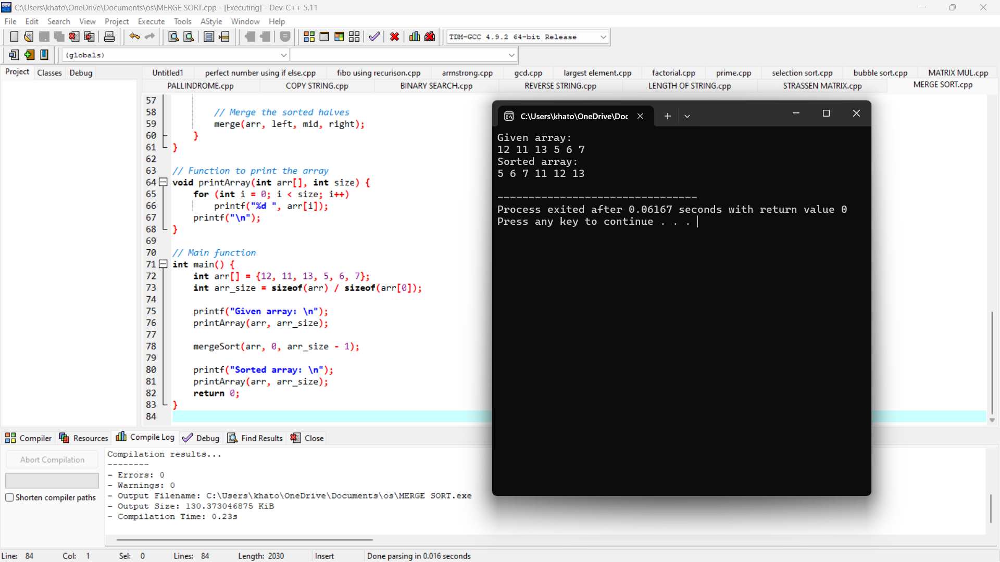 C:\Users\khato\OneDrive\Documents\os\MERGE SORT.cpp - [Executing] - Dev-C++ 5.11
File Edit Search View Project Execute Tools AStyle Window Help
TDM-GCC 4.9.2 64-bit Release
(globals)
Project Classes Debug
Untitled1 perfect number using if else.cpp fibo using recurison.cpp armstrong.cpp gcd.cpp largest element.cpp factorial.cpp prime.cpp selection sort.cpp bubble sort.cpp MATRIX MUL.cpp
PALLINDROME.cpp COPY STRING.cpp BINARY SEARCH.cpp REVERSE STRING.cpp LENGTH OF STRING.cpp STRASSEN MATRIX.cpp MERGE SORT.cpp
57
58 // Merge the sorted halves
59 merge(arr, left, mid, right);
60 }
61 }
62
63 // Function to print the array
64 void printArray(int arr[], int size) {
65 for (int i = 0; i < size; i++)
66 printf("%d ", arr[i]);
67 printf("\n");
68 }
69
70 // Main function
71 int main() {
72 int arr[] = {12, 11, 13, 5, 6, 7};
73 int arr_size = sizeof(arr) / sizeof(arr[0]);
74
75 printf("Given array: \n");
76 printArray(arr, arr_size);
77
78 mergeSort(arr, 0, arr_size - 1);
79
80 printf("Sorted array: \n");
81 printArray(arr, arr_size);
82 return 0;
83 }
84
C:\Users\khato\OneDrive\Doc
Given array:
12 11 13 5 6 7
Sorted array:
5 6 7 11 12 13
--------------------------------
Process exited after 0.06167 seconds with return value 0
Press any key to continue . . .
Compiler Resources Compile Log Debug Find Results Close
Abort Compilation
Shorten compiler paths
Compilation results...
--------
- Errors: 0
- Warnings: 0
- Output Filename: C:\Users\khato\OneDrive\Documents\os\MERGE SORT.exe
- Output Size: 130.373046875 KiB
- Compilation Time: 0.23s
Line: 84 Col: 1 Sel: 0 Lines: 84 Length: 2030 Insert Done parsing in 0.016 seconds